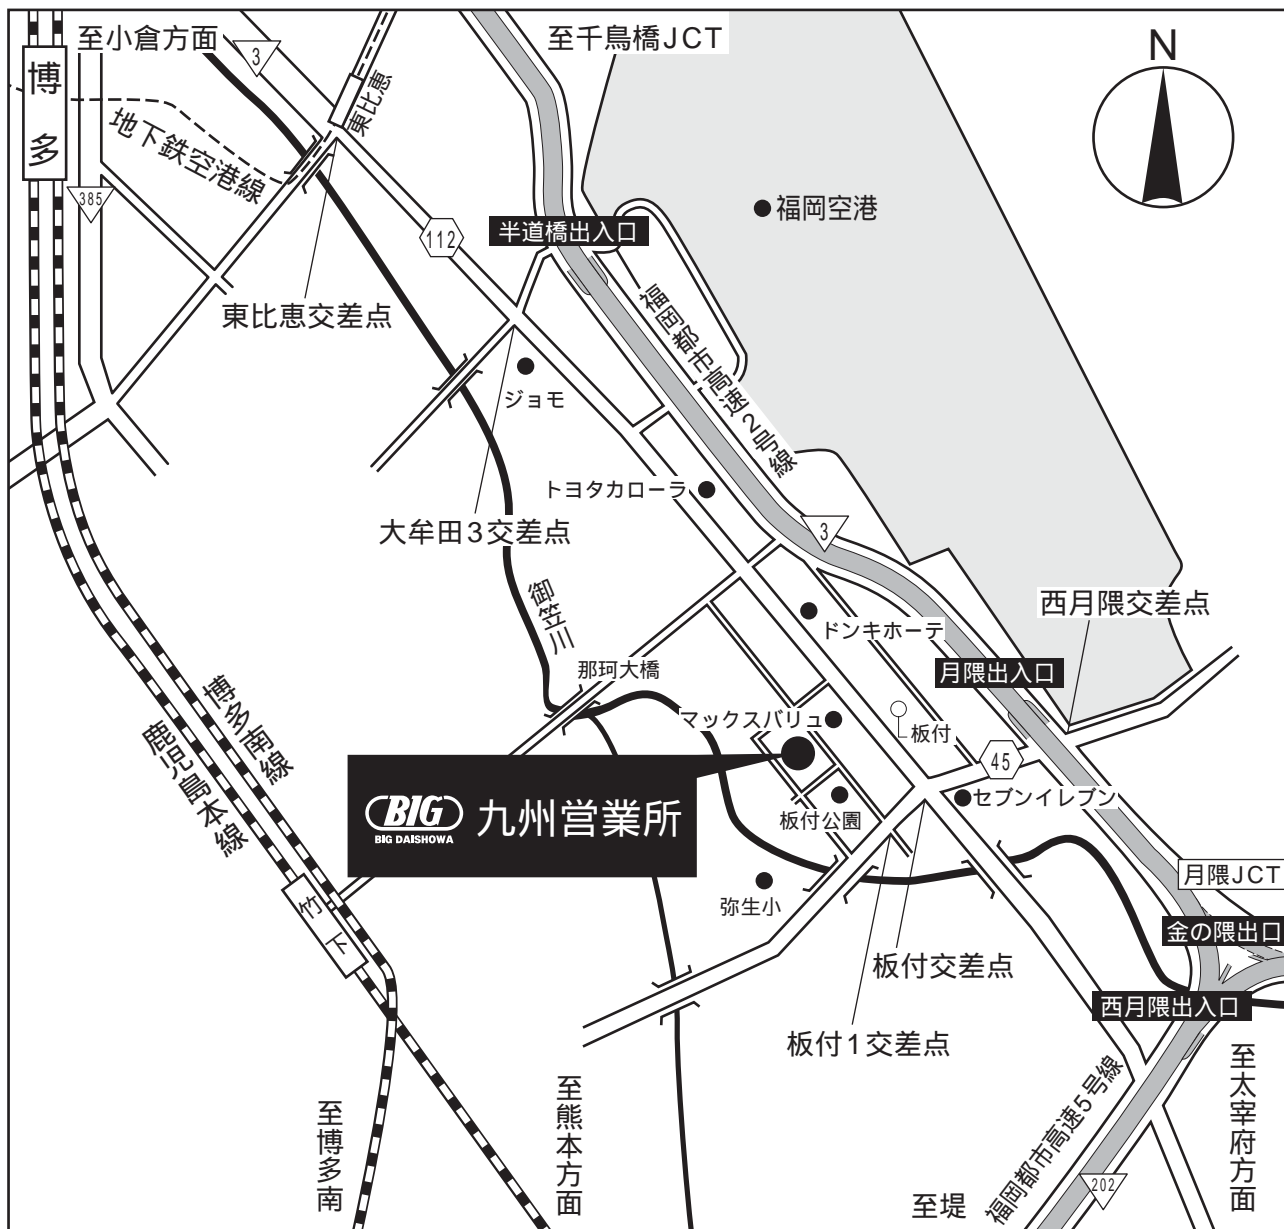 至小倉方面
3
至千鳥橋JCT
N
博多
東比恵
地下鉄空港線
385
福岡空港
112
半道橋出入口
東比恵交差点
福岡都市高速2号線
ジョモ
トヨタカローラ
大牟田3交差点
3
御笠川
西月隈交差点
ドンキホーテ
那珂大橋
月隈出入口
博多南線
鹿児島本線
マックスバリュ
板付
45
セブンイレブン
BIG
BIG DAISHOWA
九州営業所
板付公園
月隈JCT
竹下
弥生小
金の隈出口
板付交差点
西月隈出入口
板付1交差点
至博多南
至熊本方面
福岡都市高速5号線
至太宰府方面
202
至堤